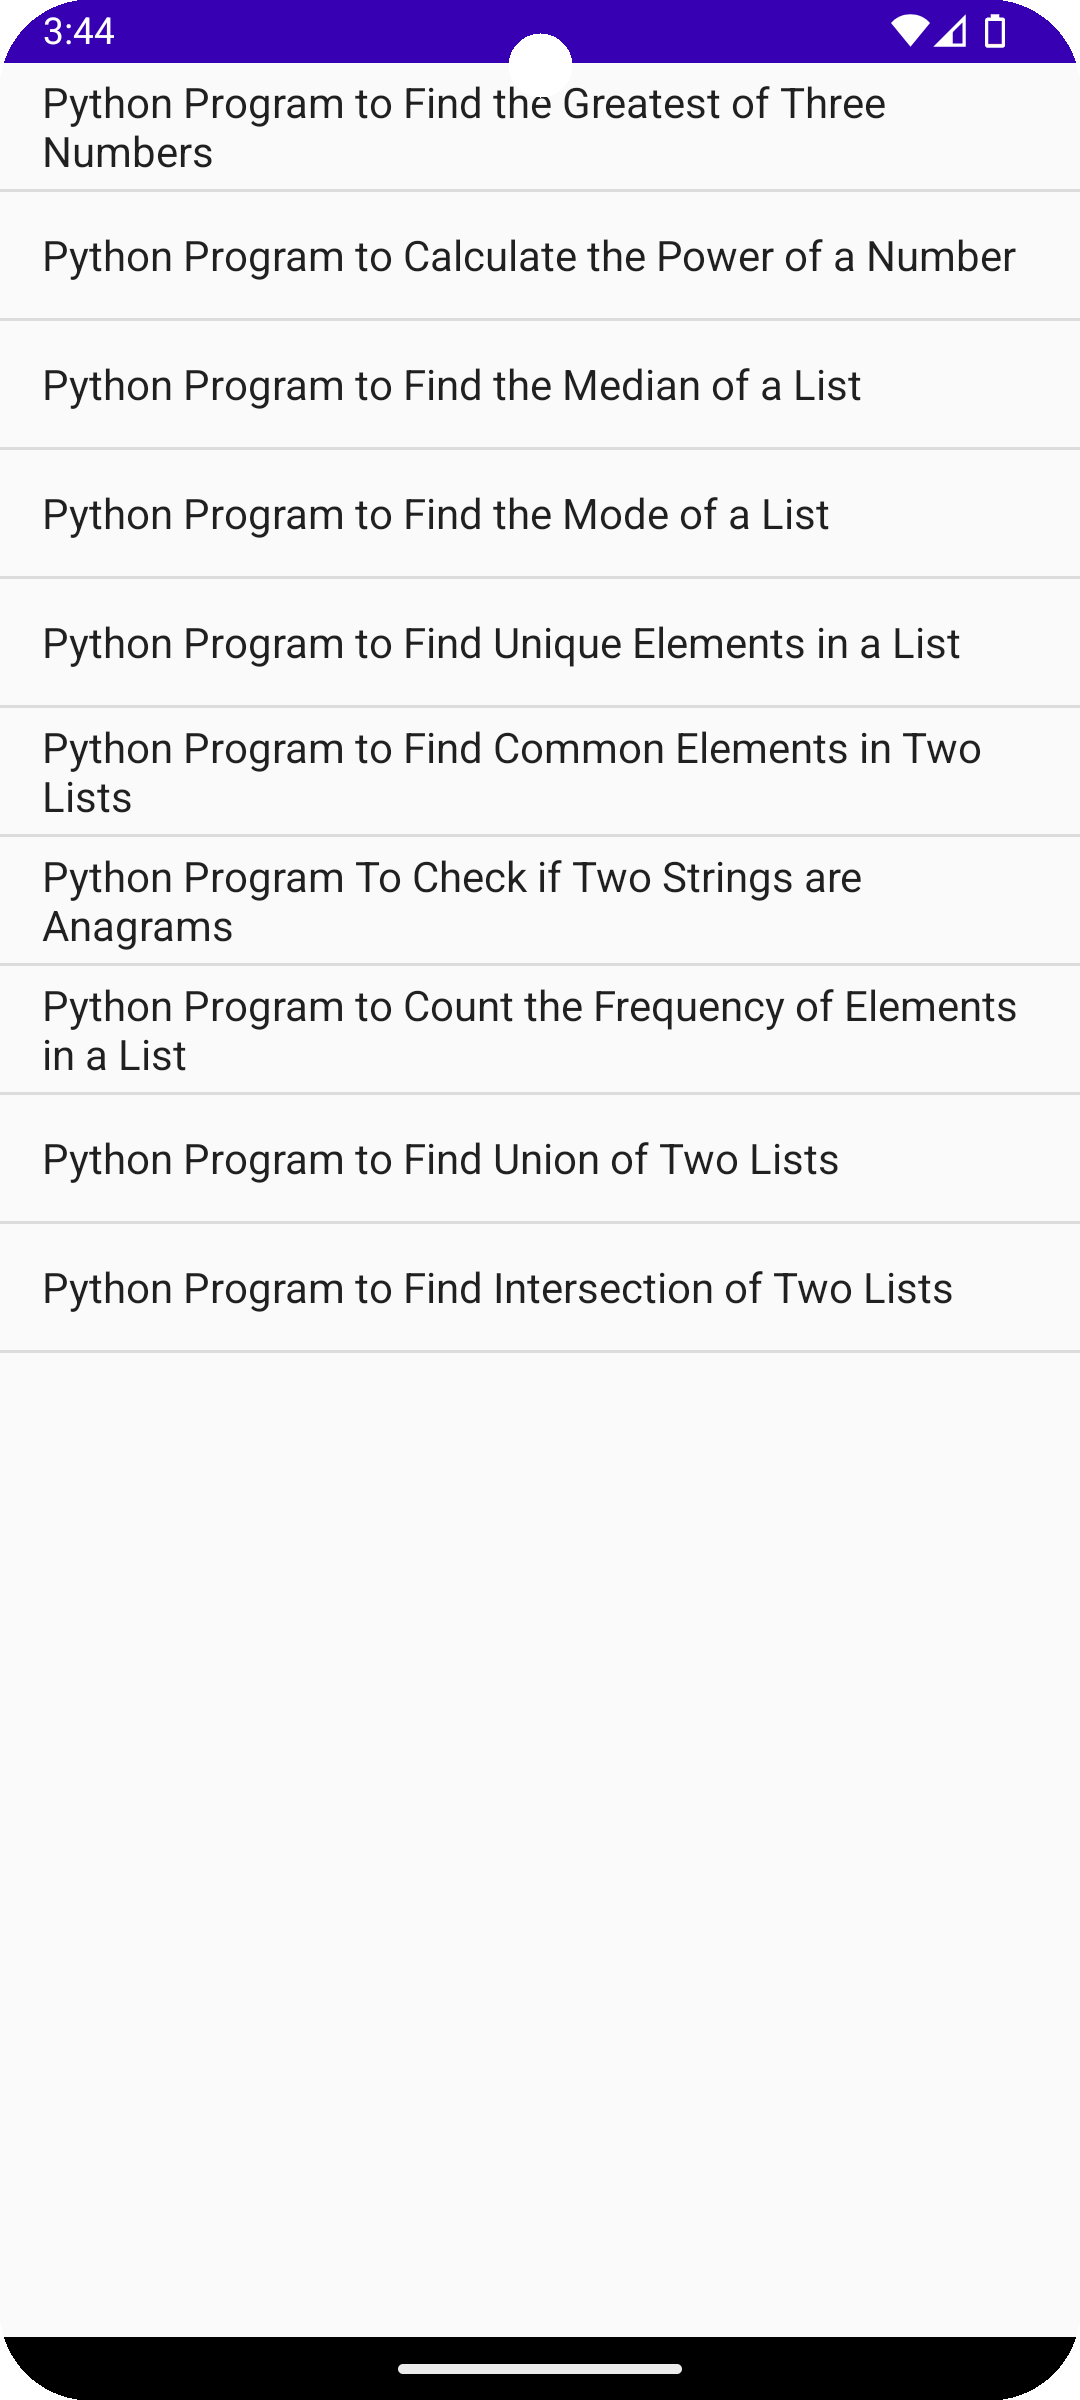 3:44
Python Program to Find the Greatest of Three
Numbers
Python Program to Calculate the Power of a Number
Python Program to Find the Median of a List
Python Program to Find the Mode of a List
Python Program to Find Unique Elements in a List
Python Program to Find Common Elements in Two
Lists
Python Program To Check if Two Strings are
Anagrams
Python Program to Count the Frequency of Elements
in a List
Python Program to Find Union of Two Lists
Python Program to Find Intersection of Two Lists